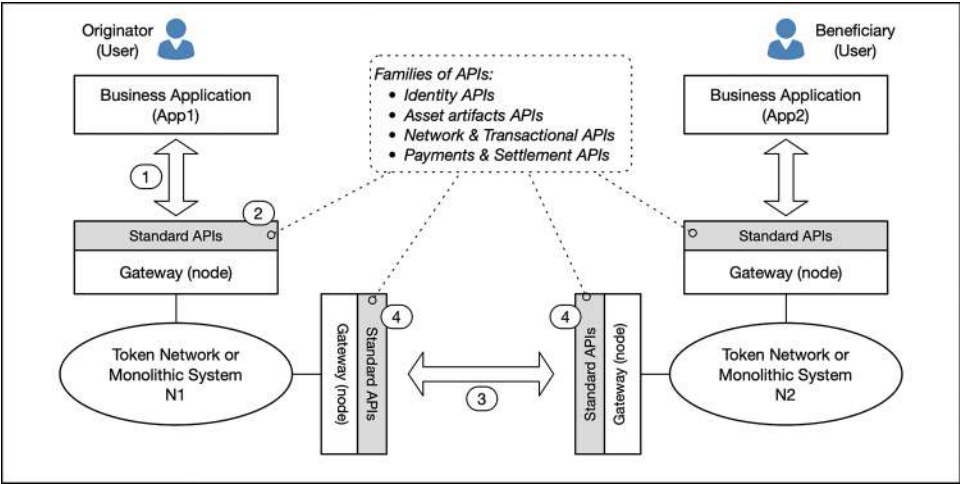 Originator
(User)
Beneficiary
(User)
Families of APIs:
• Identity APIs
• Asset artifacts APIs
• Network & Transactional APIs
• Payments & Settlement APIs
Business Application
(App1)
Business Application
(App2)
1
2
Standard APIs
Gateway (node)
Standard APIs
Gateway (node)
Token Network or
Monolithic System
N1
Gateway (node)
Standard APIs
4
3
4
Standard APIs
Gateway (node)
Token Network or
Monolithic System
N2